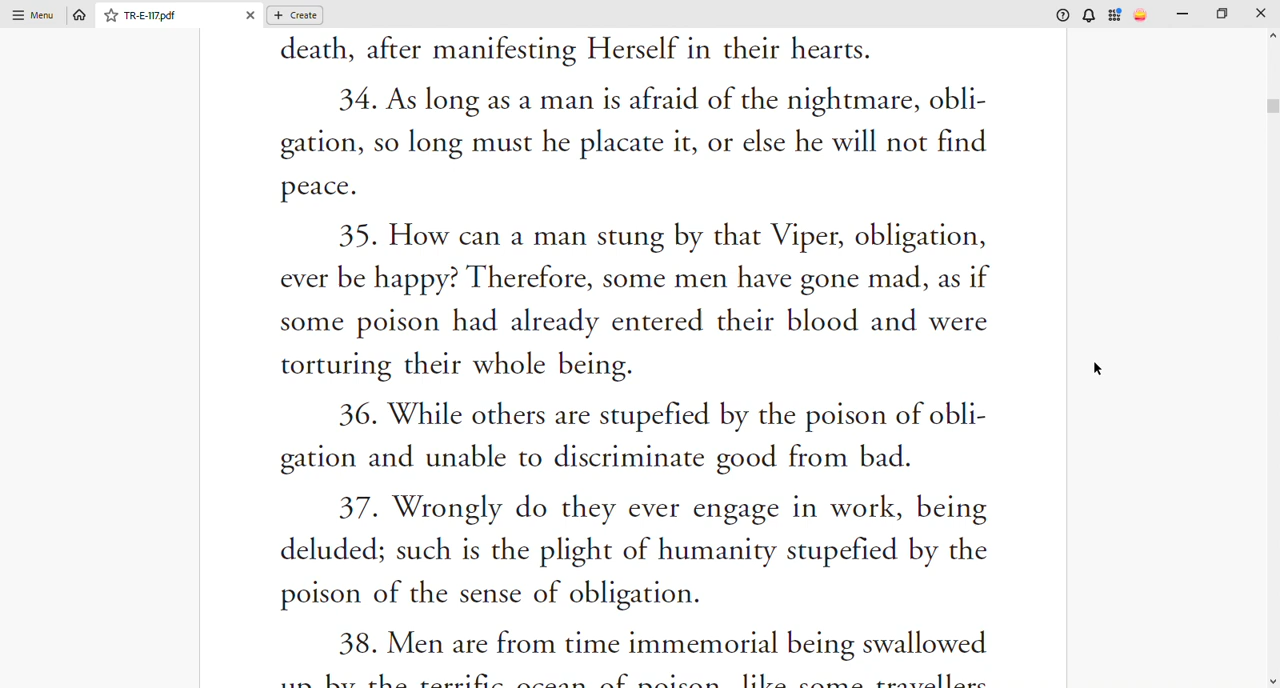 Menu
TR-E-117.pdf
Create
death, after manifesting Herself in their hearts.
34. As long as a man is afraid of the nightmare, obli-
gation, so long must he placate it, or else he will not find
peace.
35. How can a man stung by that Viper, obligation,
ever be happy? Therefore, some men have gone mad, as if
some poison had already entered their blood and were
torturing their whole being.
36. While others are stupefied by the poison of obli-
gation and unable to discriminate good from bad.
37. Wrongly do they ever engage in work, being
deluded; such is the plight of humanity stupefied by the
poison of the sense of obligation.
38. Men are from time immemorial being swallowed
up by the terrific ocean of poison, like some travellers